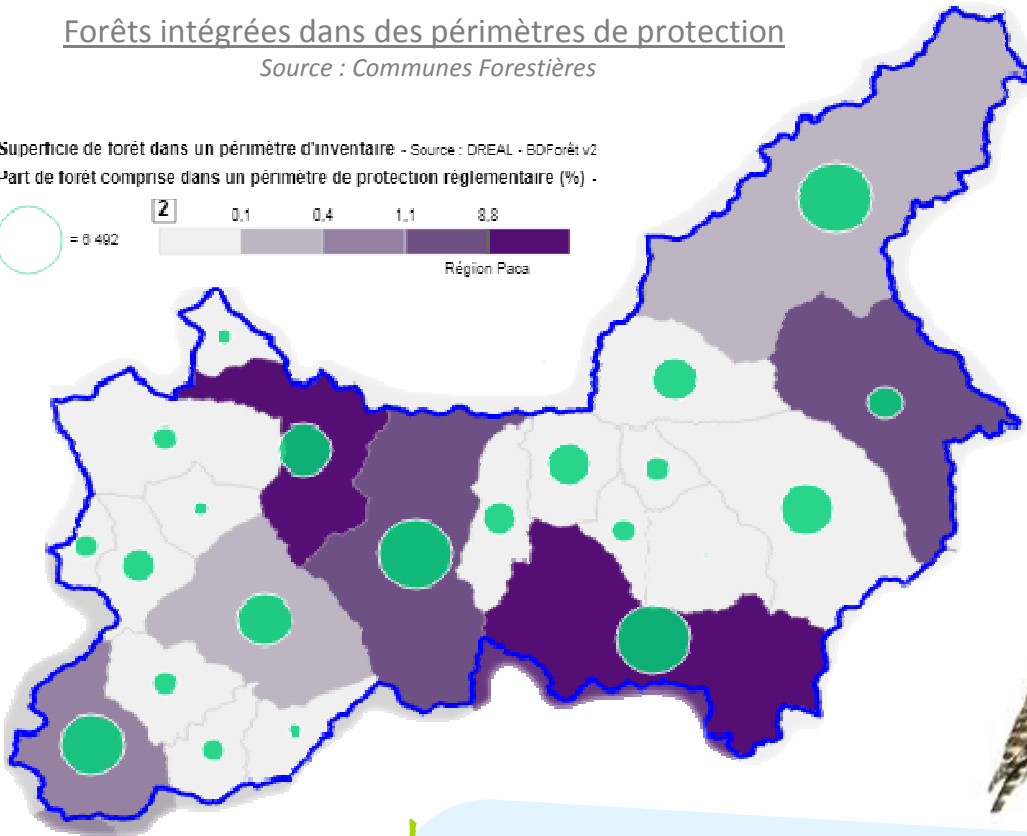 Forêts intégrées dans des périmètres de protection
Source : Communes Forestières
Superficie de forêt dans un périmètre d'inventaire - Source : DREAL - BDForêt v2
Part de forêt comprise dans un périmètre de protection réglementaire (%) -
= 6 492
2 0,1 0,4 1,1 8,8
Région Paca